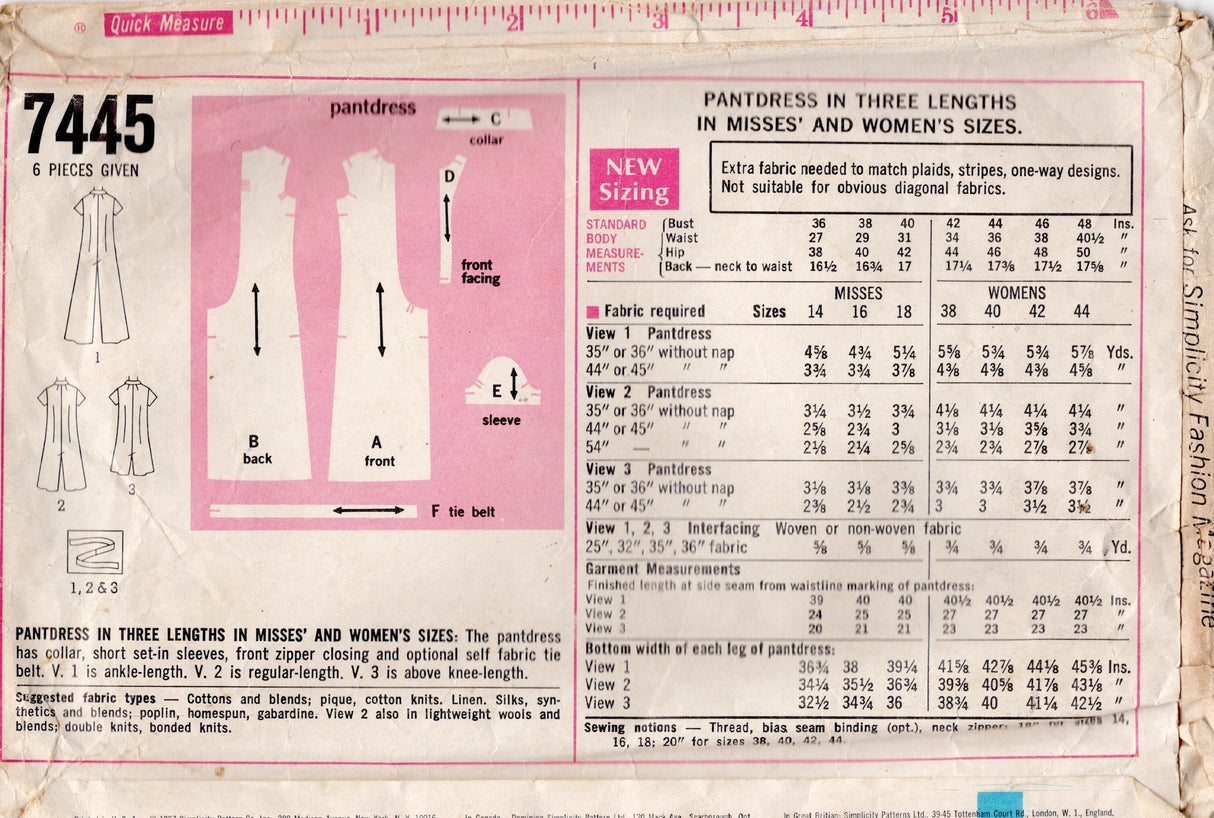 ® Quick Measure 1 2 3 4 5 6
7445
6 PIECES GIVEN
1
2
3
1, 2 & 3
pantdress
C
collar
D
front
facing
E
sleeve
B
back
A
front
F tie belt
PANTDRESS IN THREE LENGTHS IN MISSES' AND WOMEN'S SIZES: The pantdress
has collar, short set-in sleeves, front zipper closing and optional self fabric tie
belt. V. 1 is ankle-length. V. 2 is regular-length. V. 3 is above knee-length.
Suggested fabric types — Cottons and blends; pique, cotton knits. Linen. Silks, syn-
thetics and blends; poplin, homespun, gabardine. View 2 also in lightweight wools and
blends; double knits, bonded knits.
PANTDRESS IN THREE LENGTHS
IN MISSES' AND WOMEN'S SIZES.
NEW
Sizing
Extra fabric needed to match plaids, stripes, one-way designs.
Not suitable for obvious diagonal fabrics.
STANDARD Bust 36 38 40 42 44 46 48 Ins.
BODY Waist 27 29 31 34 36 38 40½ "
MEASURE- Hip 38 40 42 44 46 48 50 "
MENTS Back — neck to waist 16½ 16¾ 17 17¼ 17⅜ 17½ 17⅝ "
MISSES WOMENS
Fabric required Sizes 14 16 18 38 40 42 44
View 1 Pantdress
35" or 36" without nap 4⅝ 4¾ 5¼ 5⅝ 5¾ 5¾ 5⅞ Yds.
44" or 45" " " 3¾ 3¾ 3⅞ 4⅜ 4⅜ 4⅜ 4⅝ "
View 2 Pantdress
35" or 36" without nap 3¼ 3½ 3¾ 4⅛ 4¼ 4¼ 4¼ "
44" or 45" " " 2⅝ 2¾ 3 3⅛ 3⅛ 3⅝ 3¾ "
54" — " " 2⅛ 2¼ 2⅝ 2¾ 2¾ 2⅞ 2⅞ "
View 3 Pantdress
35" or 36" without nap 3⅛ 3⅛ 3⅜ 3¾ 3¾ 3⅞ 3⅞ "
44" or 45" " " 2⅜ 2½ 2¾ 3 3 3½ 3½ "
View 1, 2, 3 Interfacing Woven or non-woven fabric
25", 32", 35", 36" fabric ⅝ ⅝ ⅝ ¾ ¾ ¾ ¾ Yd.
Garment Measurements
Finished length at side seam from waistline marking of pantdress:
View 1 39 40 40 40½ 40½ 40½ 40½ Ins.
View 2 24 25 25 27 27 27 27 "
View 3 20 21 21 23 23 23 23 "
Bottom width of each leg of pantdress:
View 1 36¾ 38 39¼ 41⅝ 42⅞ 44⅛ 45⅜ Ins.
View 2 34¼ 35½ 36¾ 39⅜ 40⅝ 41⅞ 43⅛ "
View 3 32½ 34¾ 36 38¾ 40 41¼ 42½ "
Sewing notions — Thread, bias seam binding (opt.), neck zipper: 18" for sizes 14,
16, 18; 20" for sizes 38, 40, 42, 44.
Ask for Simplicity Fashion Magazine
In Great Britian: Simplicity Patterns Ltd., 39-45 Tottenham Court Rd., London, W. 1., England.